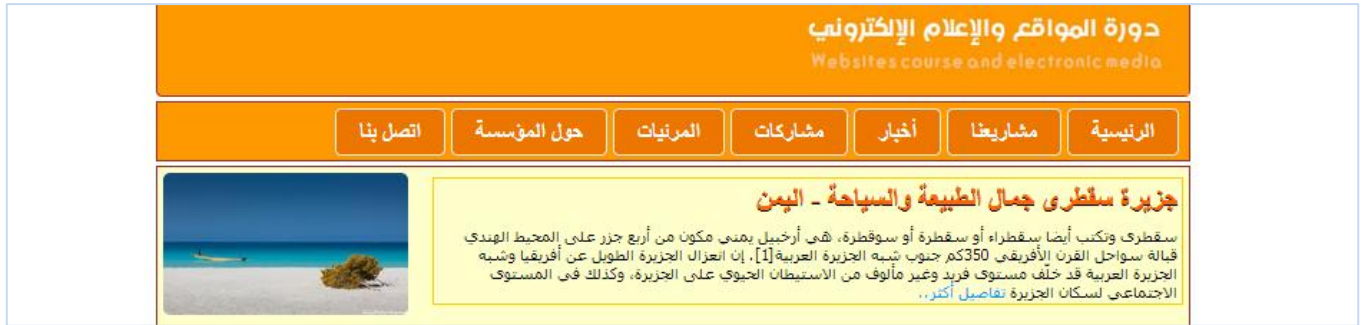 دورة المواقع والإعلام الإلكتروني
Websites course and electronic media
الرئيسية مشاريعنا أخبار مشاركات المرئيات حول المؤسسة اتصل بنا
جزيرة سقطرى جمال الطبيعة والسياحة - اليمن
سقطرى وتكتب أيضا سقطراء أو سقطرة أو سوقطرة، هي أرخبيل يمني مكون من أربع جزر على المحيط الهندي
قبالة سواحل القرن الأفريقي 350كم جنوب شبه الجزيرة العربية[1]. إن انعزال الجزيرة الطويل عن أفريقيا وشبه
الجزيرة العربية قد خلّف مستوى فريد وغير مألوف من الاستيطان الحيوي على الجزيرة، وكذلك في المستوى
الاجتماعي لسكان الجزيرة تفاصيل أكثر..